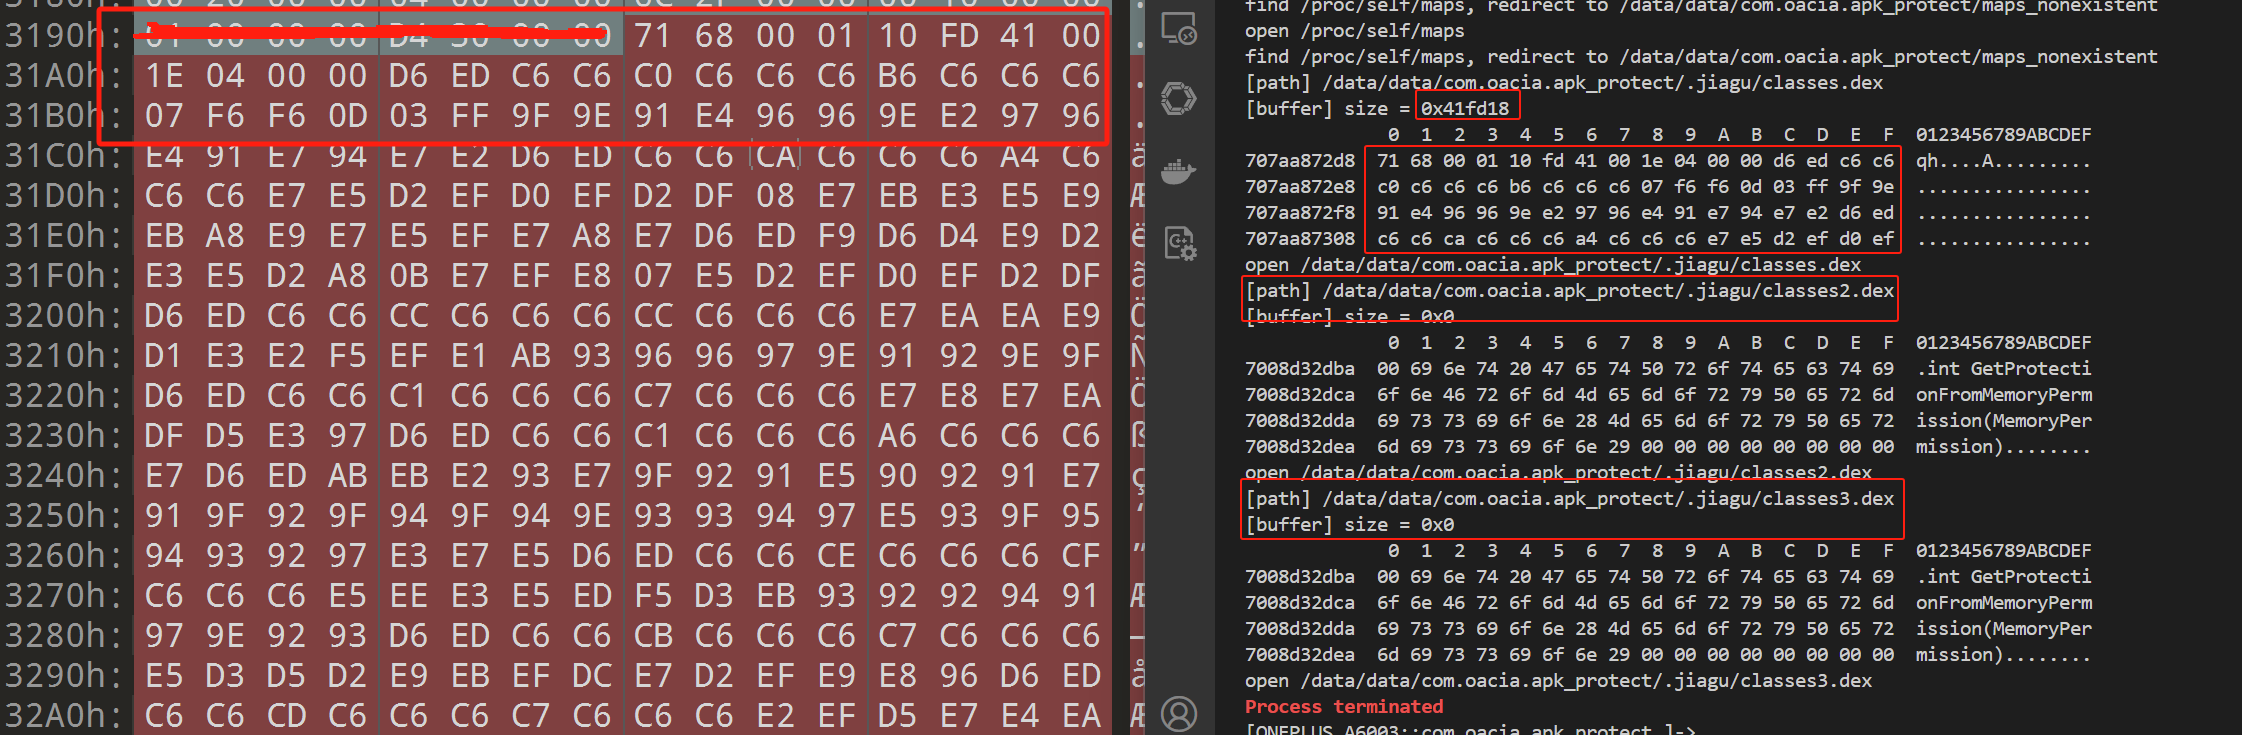 3190h: 00 00 00 D4 30 00 00 00 71 68 00 01 10 FD 41 00
31A0h: 1E 04 00 00 D6 ED C6 C6 C0 C6 C6 C6 B6 C6 C6 C6
31B0h: 07 F6 F6 0D 03 FF 9F 9E 91 E4 96 96 9E E2 97 96
31C0h: E4 91 E7 94 E7 E2 D6 ED C6 C6 CA C6 C6 C6 A4 C6
31D0h: C6 C6 E7 E5 D2 EF D0 EF D2 DF 08 E7 EB E3 E5 E9
31E0h: EB A8 E9 E7 E5 EF E7 A8 E7 D6 ED F9 D6 D4 E9 D2
31F0h: E3 E5 D2 A8 0B E7 EF E8 07 E5 D2 EF D0 EF D2 DF
3200h: D6 ED C6 C6 CC C6 C6 C6 CC C6 C6 C6 E7 EA EA E9
3210h: D1 E3 E2 F5 EF E1 AB 93 96 96 97 9E 91 92 9E 9F
3220h: D6 ED C6 C6 C1 C6 C6 C6 C7 C6 C6 C6 E7 E8 E7 EA
3230h: DF D5 E3 97 D6 ED C6 C6 C1 C6 C6 C6 A6 C6 C6 C6
3240h: E7 D6 ED AB EB E2 93 E7 9F 92 91 E5 90 92 91 E7
3250h: 91 9F 92 9F 94 9F 94 9E 93 93 94 97 E5 93 9F 95
3260h: 94 93 92 97 E3 E7 E5 D6 ED C6 C6 CE C6 C6 C6 CF
3270h: C6 C6 C6 E5 EE E3 E5 ED F5 D3 EB 93 92 92 94 91
3280h: 97 9E 92 93 D6 ED C6 C6 CB C6 C6 C6 C7 C6 C6 C6
3290h: E5 D3 D5 D2 E9 EB EF DC E7 D2 EF E9 E8 96 D6 ED
32A0h: C6 C6 CD C6 C6 C6 C7 C6 C6 C6 E2 EF D5 E7 E4 EA
find /proc/self/maps, redirect to /data/data/com.oacia.apk_protect/maps_nonexistent
open /proc/self/maps
find /proc/self/maps, redirect to /data/data/com.oacia.apk_protect/maps_nonexistent
[path] /data/data/com.oacia.apk_protect/.jiagu/classes.dex
[buffer] size = 0x41fd18
0 1 2 3 4 5 6 7 8 9 A B C D E F 0123456789ABCDEF
707aa872d8 71 68 00 01 10 fd 41 00 1e 04 00 00 d6 ed c6 c6 qh....A.........
707aa872e8 c0 c6 c6 c6 b6 c6 c6 c6 07 f6 f6 0d 03 ff 9f 9e ................
707aa872f8 91 e4 96 96 9e e2 97 96 e4 91 e7 94 e7 e2 d6 ed ................
707aa87308 c6 c6 ca c6 c6 c6 a4 c6 c6 c6 e7 e5 d2 ef d0 ef ................
open /data/data/com.oacia.apk_protect/.jiagu/classes.dex
[path] /data/data/com.oacia.apk_protect/.jiagu/classes2.dex
[buffer] size = 0x0
0 1 2 3 4 5 6 7 8 9 A B C D E F 0123456789ABCDEF
7008d32dba 00 69 6e 74 20 47 65 74 50 72 6f 74 65 63 74 69 .int GetProtecti
7008d32dca 6f 6e 46 72 6f 6d 4d 65 6d 6f 72 79 50 65 72 6d onFromMemoryPerm
7008d32dda 69 73 73 69 6f 6e 28 4d 65 6d 6f 72 79 50 65 72 ission(MemoryPer
7008d32dea 6d 69 73 73 69 6f 6e 29 00 00 00 00 00 00 00 00 mission)........
open /data/data/com.oacia.apk_protect/.jiagu/classes2.dex
[path] /data/data/com.oacia.apk_protect/.jiagu/classes3.dex
[buffer] size = 0x0
0 1 2 3 4 5 6 7 8 9 A B C D E F 0123456789ABCDEF
7008d32dba 00 69 6e 74 20 47 65 74 50 72 6f 74 65 63 74 69 .int GetProtecti
7008d32dca 6f 6e 46 72 6f 6d 4d 65 6d 6f 72 79 50 65 72 6d onFromMemoryPerm
7008d32dda 69 73 73 69 6f 6e 28 4d 65 6d 6f 72 79 50 65 72 ission(MemoryPer
7008d32dea 6d 69 73 73 69 6f 6e 29 00 00 00 00 00 00 00 00 mission)........
open /data/data/com.oacia.apk_protect/.jiagu/classes3.dex
Process terminated
[ONEPLUS A6003::com.oacia.apk_protect ]->